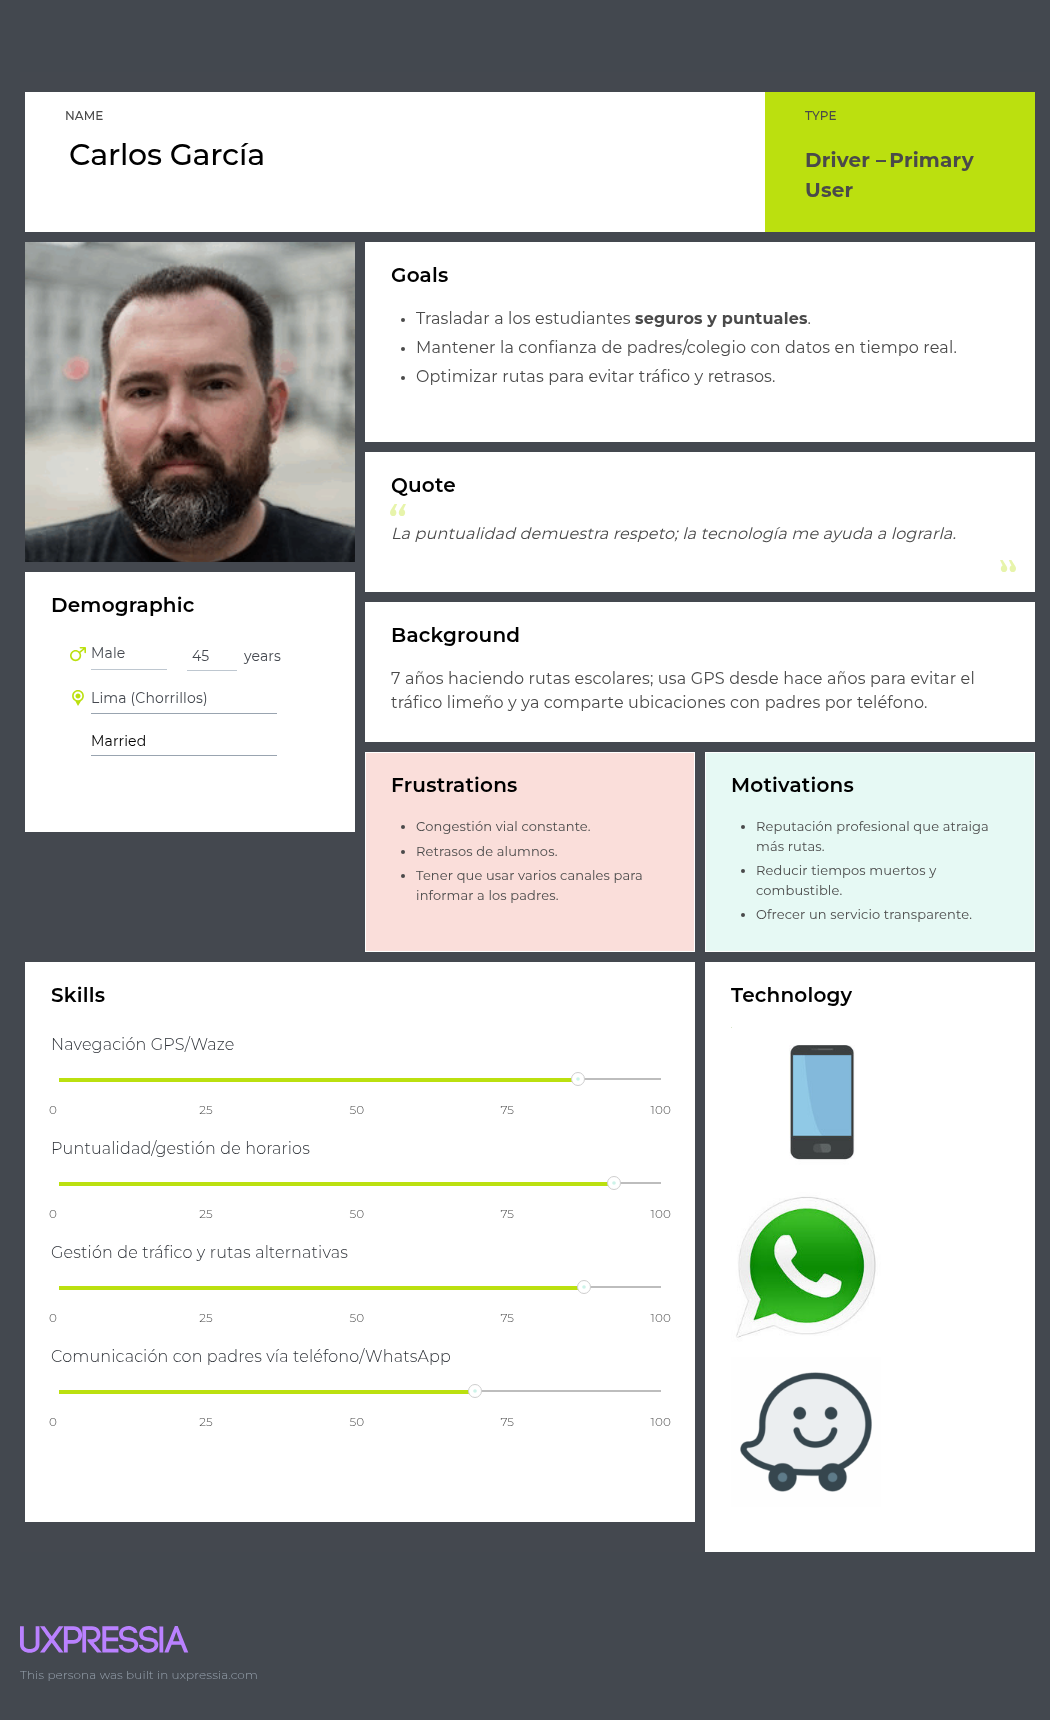 NAME
Carlos García
TYPE
Driver – Primary
User
Goals
• Trasladar a los estudiantes seguros y puntuales.
• Mantener la confianza de padres/colegio con datos en tiempo real.
• Optimizar rutas para evitar tráfico y retrasos.
Quote
“
La puntualidad demuestra respeto; la tecnología me ayuda a lograrla.
”
Demographic
Male 45 years
Lima (Chorrillos)
Married
Background
7 años haciendo rutas escolares; usa GPS desde hace años para evitar el
tráfico limeño y ya comparte ubicaciones con padres por teléfono.
Frustrations
• Congestión vial constante.
• Retrasos de alumnos.
• Tener que usar varios canales para
informar a los padres.
Motivations
• Reputación profesional que atraiga
más rutas.
• Reducir tiempos muertos y
combustible.
• Ofrecer un servicio transparente.
Skills
Navegación GPS/Waze
0 25 50 75 100
Puntualidad/gestión de horarios
0 25 50 75 100
Gestión de tráfico y rutas alternativas
0 25 50 75 100
Comunicación con padres vía teléfono/WhatsApp
0 25 50 75 100
Technology
UXPRESSIA
This persona was built in uxpressia.com